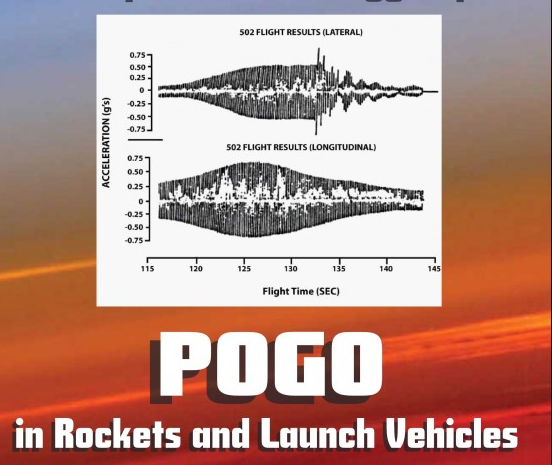 502 FLIGHT RESULTS (LATERAL)
0.75
0.50
0.25
0
-0.25
-0.50
-0.75
ACCELERATION (g's)
502 FLIGHT RESULTS (LONGITUDINAL)
0.75
0.50
0.25
0
-0.25
-0.50
-0.75
115 120 125 130 135 140 145
Flight Time (SEC)
POGO
in Rockets and Launch Vehicles